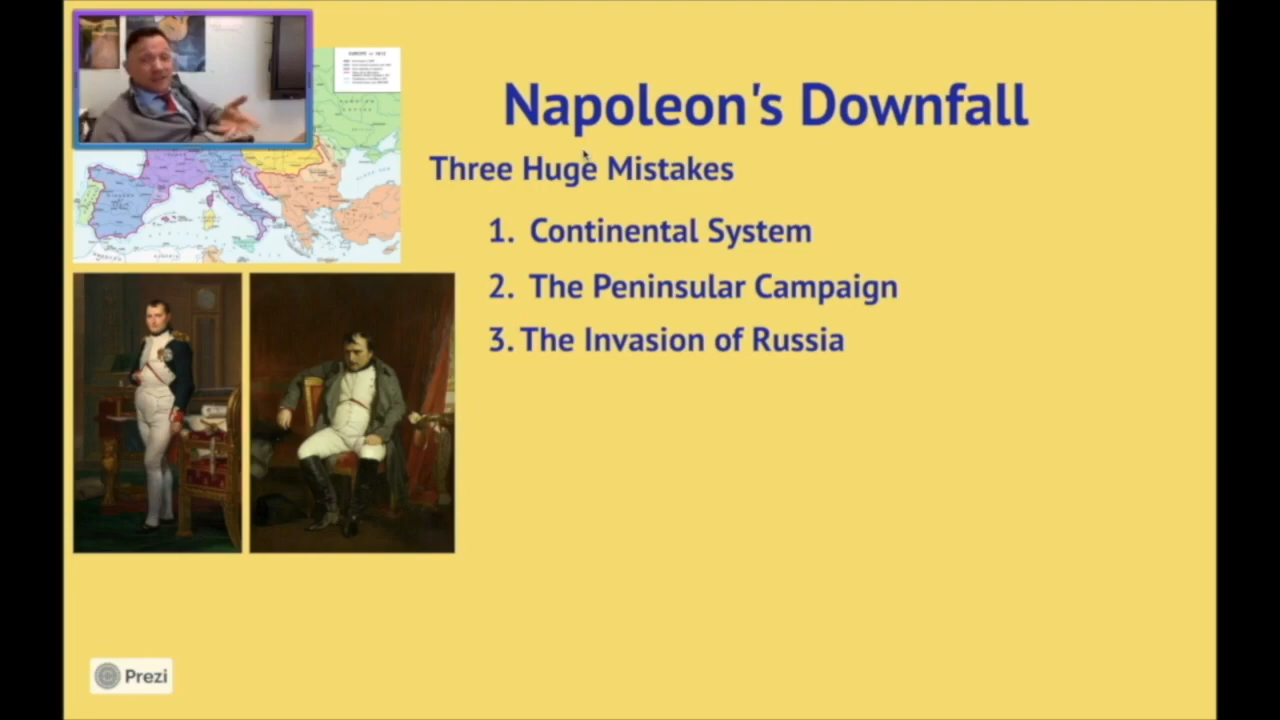 Napoleon's Downfall
Three Huge Mistakes
1. Continental System
2. The Peninsular Campaign
3. The Invasion of Russia
Prezi